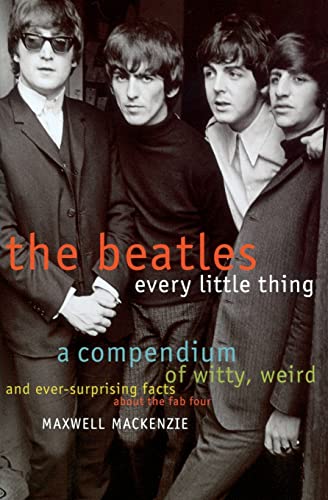 the beatles
every little thing
a compendium
of witty, weird
and ever-surprising facts
about the fab four
MAXWELL MACKENZIE